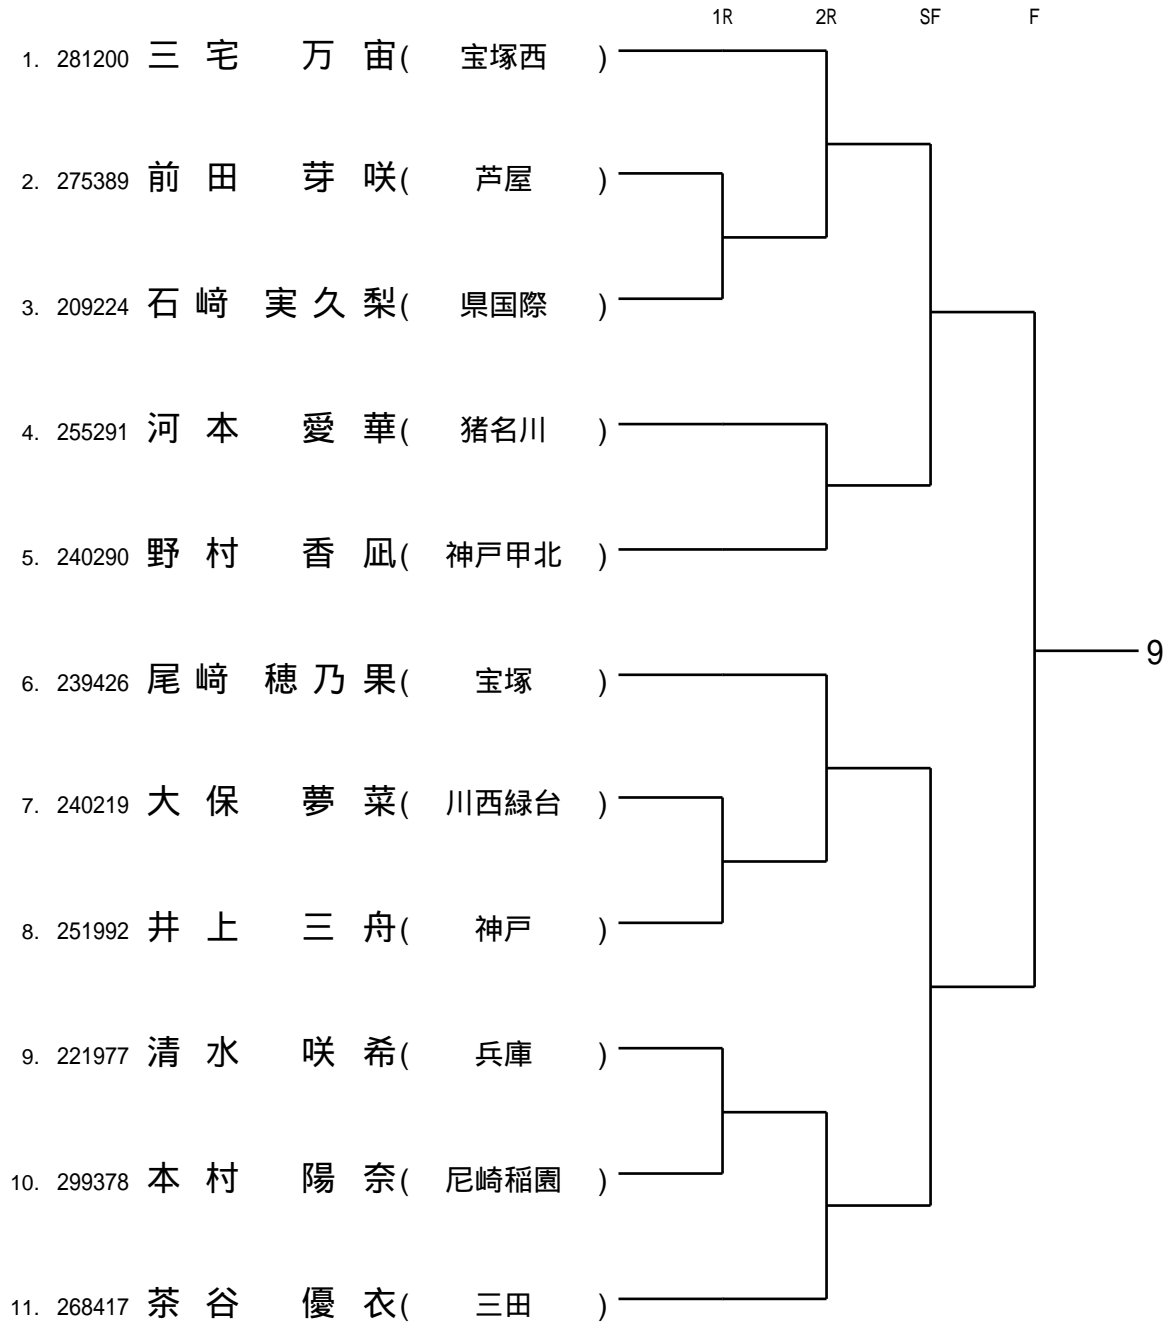 1R 2R SF F
1. 281200 三宅 万宙( 宝塚西 )
2. 275389 前田 芽咲( 芦屋 )
3. 209224 石﨑 実久梨( 県国際 )
4. 255291 河本 愛華( 猪名川 )
5. 240290 野村 香凪( 神戸甲北 )
9
6. 239426 尾﨑 穂乃果( 宝塚 )
7. 240219 大保 夢菜( 川西緑台 )
8. 251992 井上 三舟( 神戸 )
9. 221977 清水 咲希( 兵庫 )
10. 299378 本村 陽奈( 尼崎稲園 )
11. 268417 茶谷 優衣( 三田 )